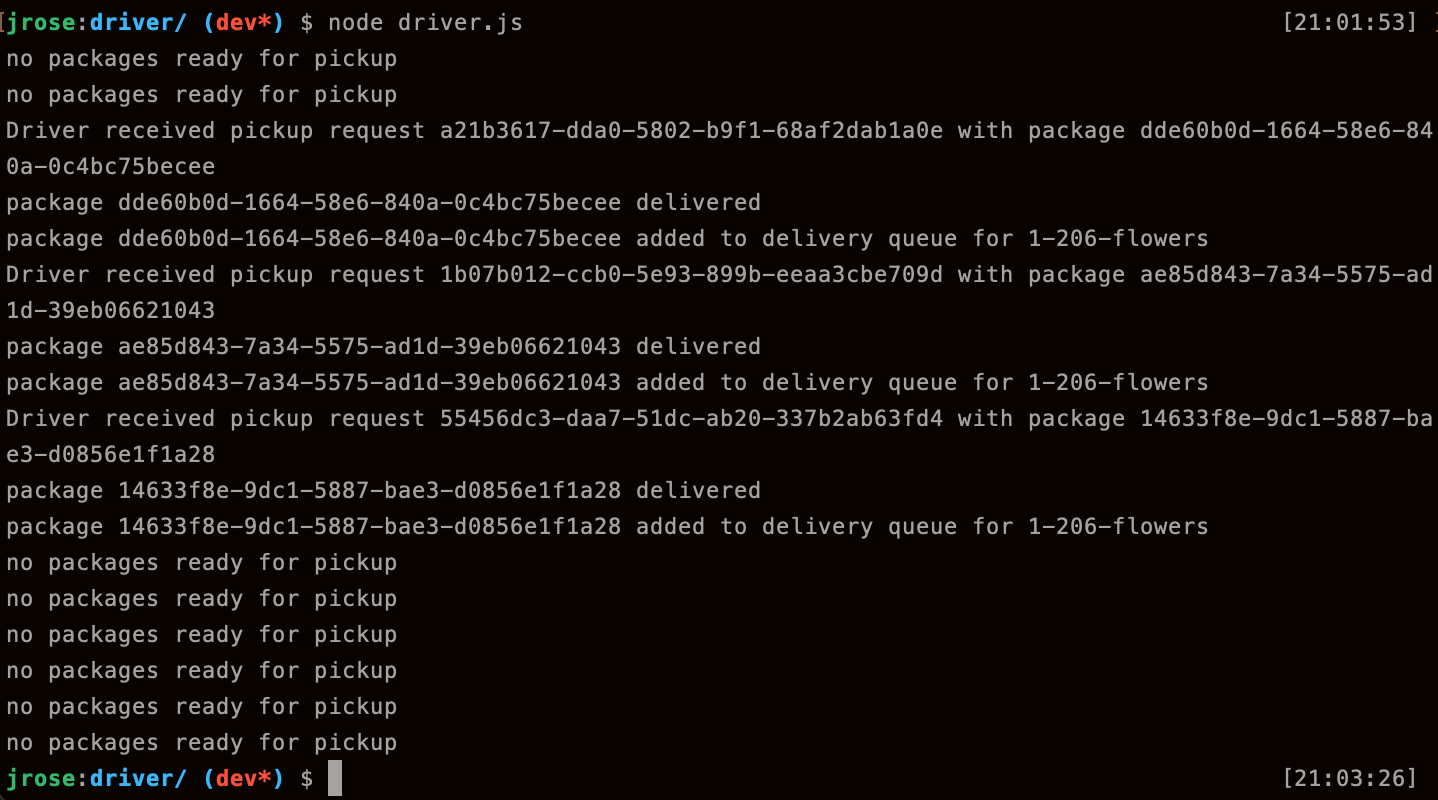 [jrose:driver/ (dev*) $ node driver.js [21:01:53] ]
no packages ready for pickup
no packages ready for pickup
Driver received pickup request a21b3617-dda0-5802-b9f1-68af2dab1a0e with package dde60b0d-1664-58e6-84
0a-0c4bc75becee
package dde60b0d-1664-58e6-840a-0c4bc75becee delivered
package dde60b0d-1664-58e6-840a-0c4bc75becee added to delivery queue for 1-206-flowers
Driver received pickup request 1b07b012-ccb0-5e93-899b-eeaa3cbe709d with package ae85d843-7a34-5575-ad
1d-39eb06621043
package ae85d843-7a34-5575-ad1d-39eb06621043 delivered
package ae85d843-7a34-5575-ad1d-39eb06621043 added to delivery queue for 1-206-flowers
Driver received pickup request 55456dc3-daa7-51dc-ab20-337b2ab63fd4 with package 14633f8e-9dc1-5887-ba
e3-d0856e1f1a28
package 14633f8e-9dc1-5887-bae3-d0856e1f1a28 delivered
package 14633f8e-9dc1-5887-bae3-d0856e1f1a28 added to delivery queue for 1-206-flowers
no packages ready for pickup
no packages ready for pickup
no packages ready for pickup
no packages ready for pickup
no packages ready for pickup
no packages ready for pickup
jrose:driver/ (dev*) $ [21:03:26]